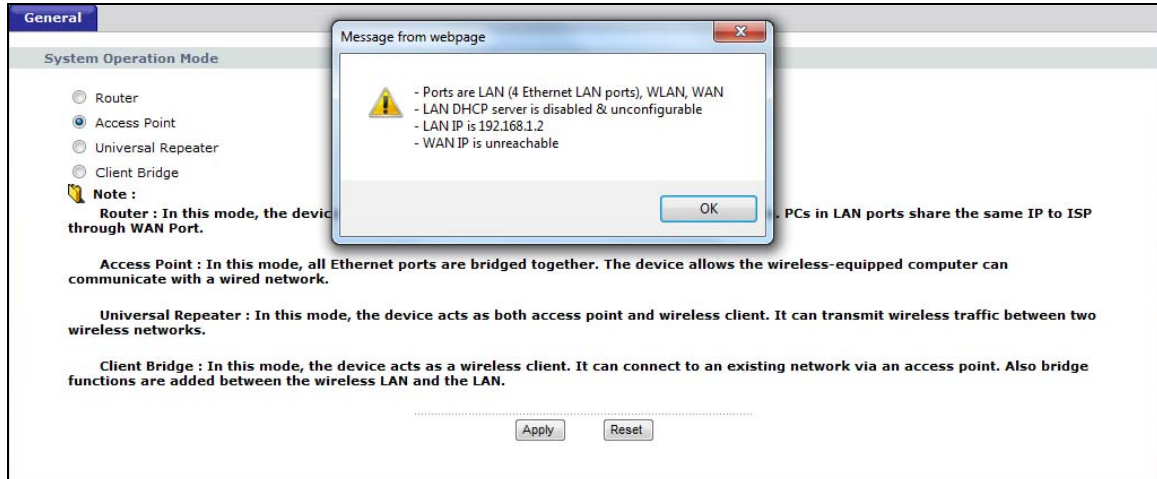 General
System Operation Mode
Router
Access Point
Universal Repeater
Client Bridge
Message from webpage
- Ports are LAN (4 Ethernet LAN ports), WLAN, WAN
- LAN DHCP server is disabled & unconfigurable
- LAN IP is 192.168.1.2
- WAN IP is unreachable
OK
Note :
Router : In this mode, the devic . PCs in LAN ports share the same IP to ISP
through WAN Port.
Access Point : In this mode, all Ethernet ports are bridged together. The device allows the wireless-equipped computer can
communicate with a wired network.
Universal Repeater : In this mode, the device acts as both access point and wireless client. It can transmit wireless traffic between two
wireless networks.
Client Bridge : In this mode, the device acts as a wireless client. It can connect to an existing network via an access point. Also bridge
functions are added between the wireless LAN and the LAN.
Apply
Reset